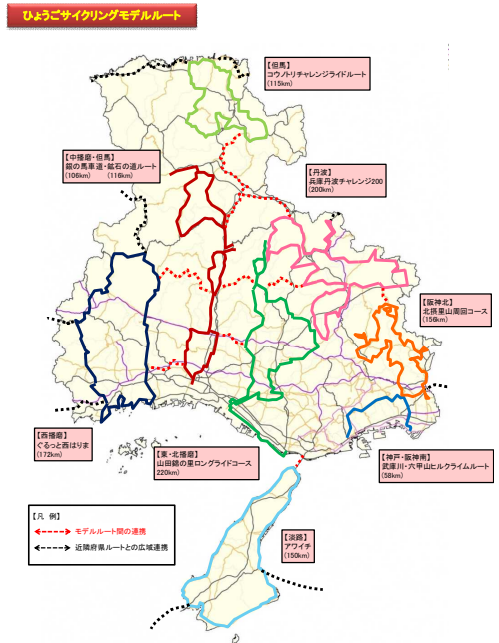 ひょうごサイクリングモデルルート
【但馬】
コウノトリチャレンジライドルート
(115km)
【中播磨・但馬】
銀の馬車道・鉱石の道ルート
(106km) (116km)
【丹波】
兵庫丹波チャレンジ200
(200km)
【阪神北】
北摂里山周回コース
(156km)
【西播磨】
ぐるっと西はりま
(172km)
【東・北播磨】
山田錦の里ロングライドコース
220km)
【神戸・阪神南】
武庫川・六甲山ヒルクライムルート
(58km)
【凡 例】
モデルルート間の連携
近隣府県ルートとの広域連携
【淡路】
アワイチ
(150km)